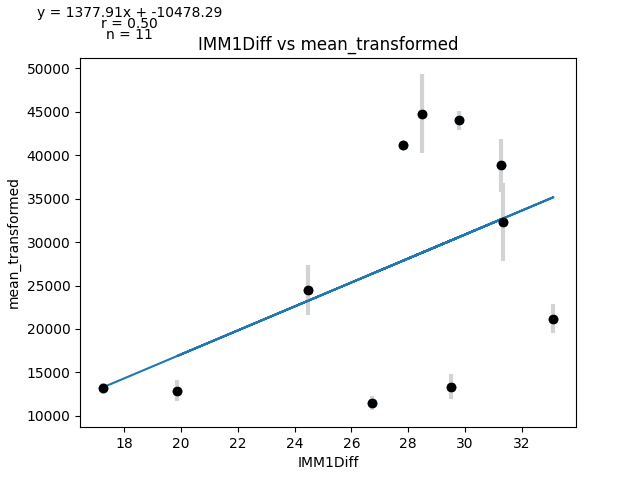 y = 1377.91x + -10478.29
r = 0.50
n = 11
IMM1Diff vs mean_transformed
50000
45000
40000
35000
30000
25000
20000
15000
10000
mean_transformed
18 20 22 24 26 28 30 32
IMM1Diff